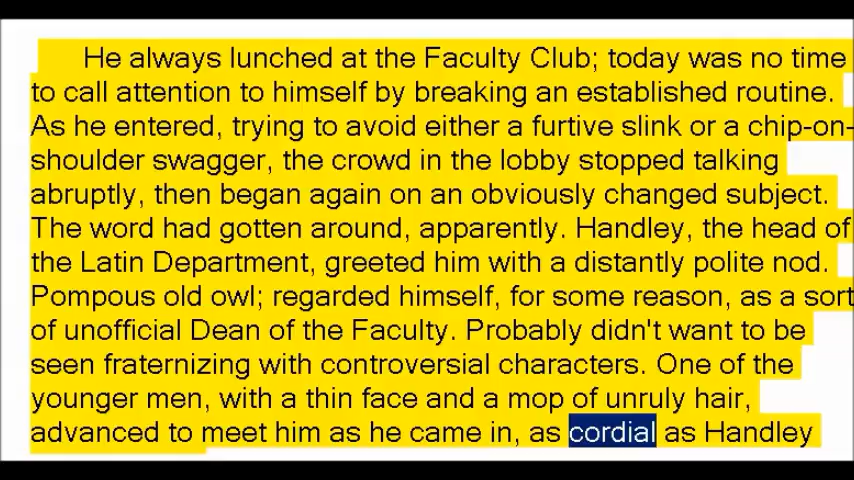 He always lunched at the Faculty Club; today was no time
to call attention to himself by breaking an established routine.
As he entered, trying to avoid either a furtive slink or a chip-on-
shoulder swagger, the crowd in the lobby stopped talking
abruptly, then began again on an obviously changed subject.
The word had gotten around, apparently. Handley, the head of
the Latin Department, greeted him with a distantly polite nod.
Pompous old owl; regarded himself, for some reason, as a sort
of unofficial Dean of the Faculty. Probably didn't want to be
seen fraternizing with controversial characters. One of the
younger men, with a thin face and a mop of unruly hair,
advanced to meet him as he came in, as cordial as Handley